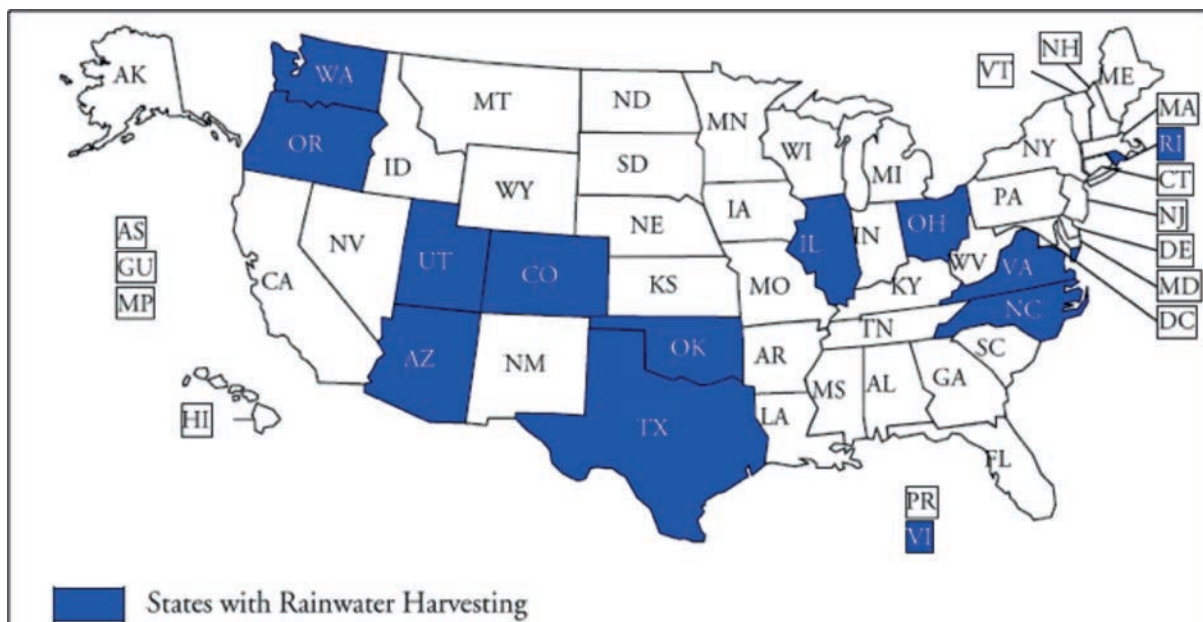 AK
WA
OR
MT
ID
WY
ND
SD
NE
KS
MN
WI
MI
IA
IL
IN
OH
NY
PA
VT
NH
ME
MA
RI
CT
NJ
DE
MD
DC
NV
CA
UT
CO
AZ
NM
OK
TX
MO
AR
LA
KY
TN
WV
VA
NC
SC
MS
AL
GA
FL
AS
GU
MP
HI
PR
VI
States with Rainwater Harvesting